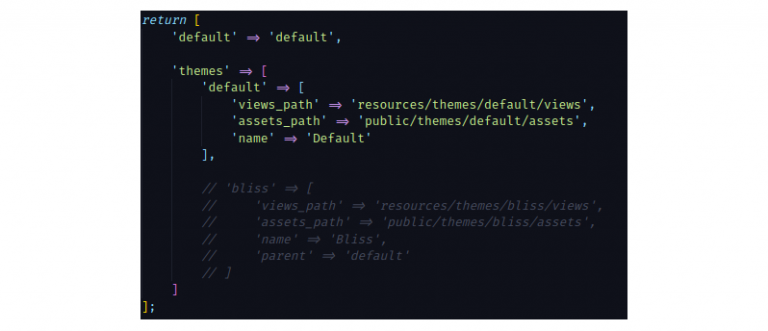 return [
    'default' => 'default',
    'themes' => [
        'default' => [
            'views_path' => 'resources/themes/default/views',
            'assets_path' => 'public/themes/default/assets',
            'name' => 'Default'
        ],
        // 'bliss' => [
        //     'views_path' => 'resources/themes/bliss/views',
        //     'assets_path' => 'public/themes/bliss/assets',
        //     'name' => 'Bliss',
        //     'parent' => 'default'
        // ]
    ]
];